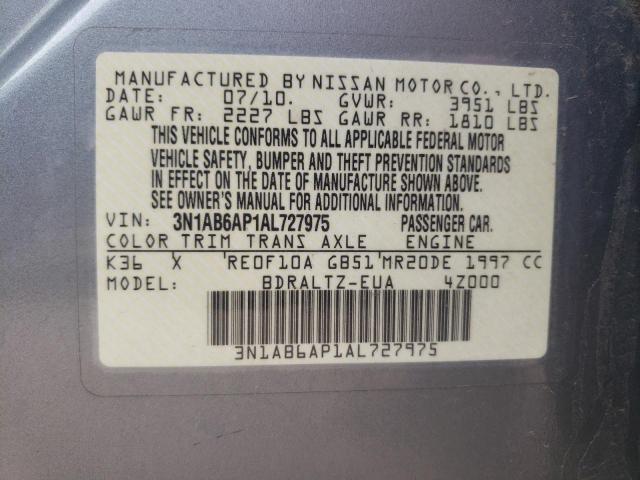 MANUFACTURED BY NISSAN MOTOR CO., LTD.
DATE: 07/10. GVWR: 3951 LBS
GAWR FR: 2227 LBS GAWR RR: 1810 LBS
THIS VEHICLE CONFORMS TO ALL APPLICABLE FEDERAL MOTOR
VEHICLE SAFETY, BUMPER AND THEFT PREVENTION STANDARDS
IN EFFECT ON THE DATE OF MANUFACTURE SHOWN ABOVE.
SEE OWNER'S MANUAL FOR ADDITIONAL INFORMATION.
VIN: 3N1AB6AP1AL727975 PASSENGER CAR.
COLOR TRIM TRANS AXLE ENGINE
K36 X RE0F10A GB51 MR20DE 1997 CC
MODEL: BDRALTZ-EUA 4Z000
3N1AB6AP1AL727975